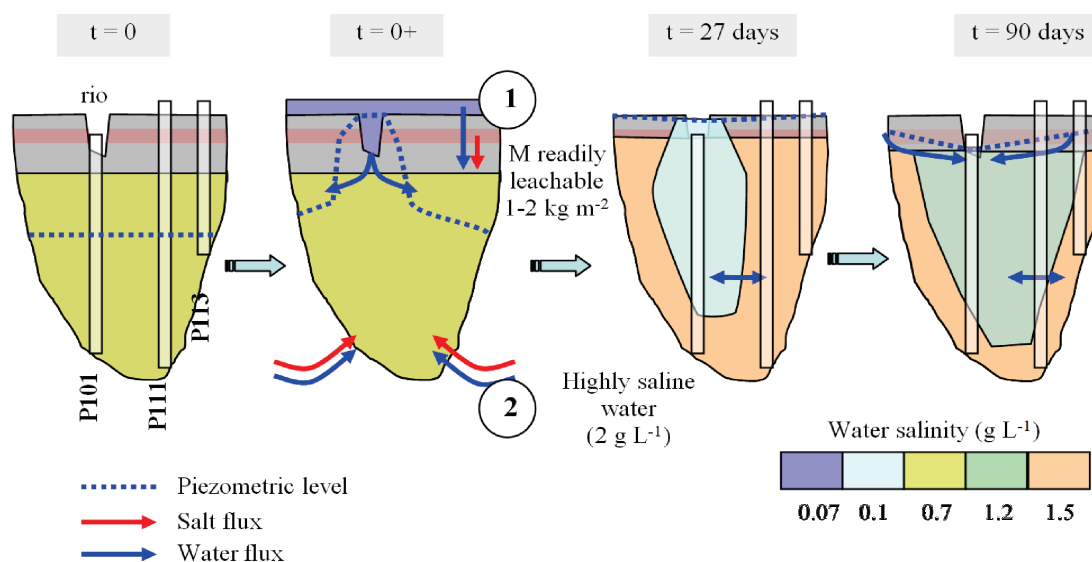 t = 0
t = 0+
t = 27 days
t = 90 days
rio
1
M readily
leachable
1-2 kg m-2
P101
P111
P113
2
Highly saline
water
(2 g L-1)
Water salinity (g L-1)
0.07 0.1 0.7 1.2 1.5
Piezometric level
Salt flux
Water flux